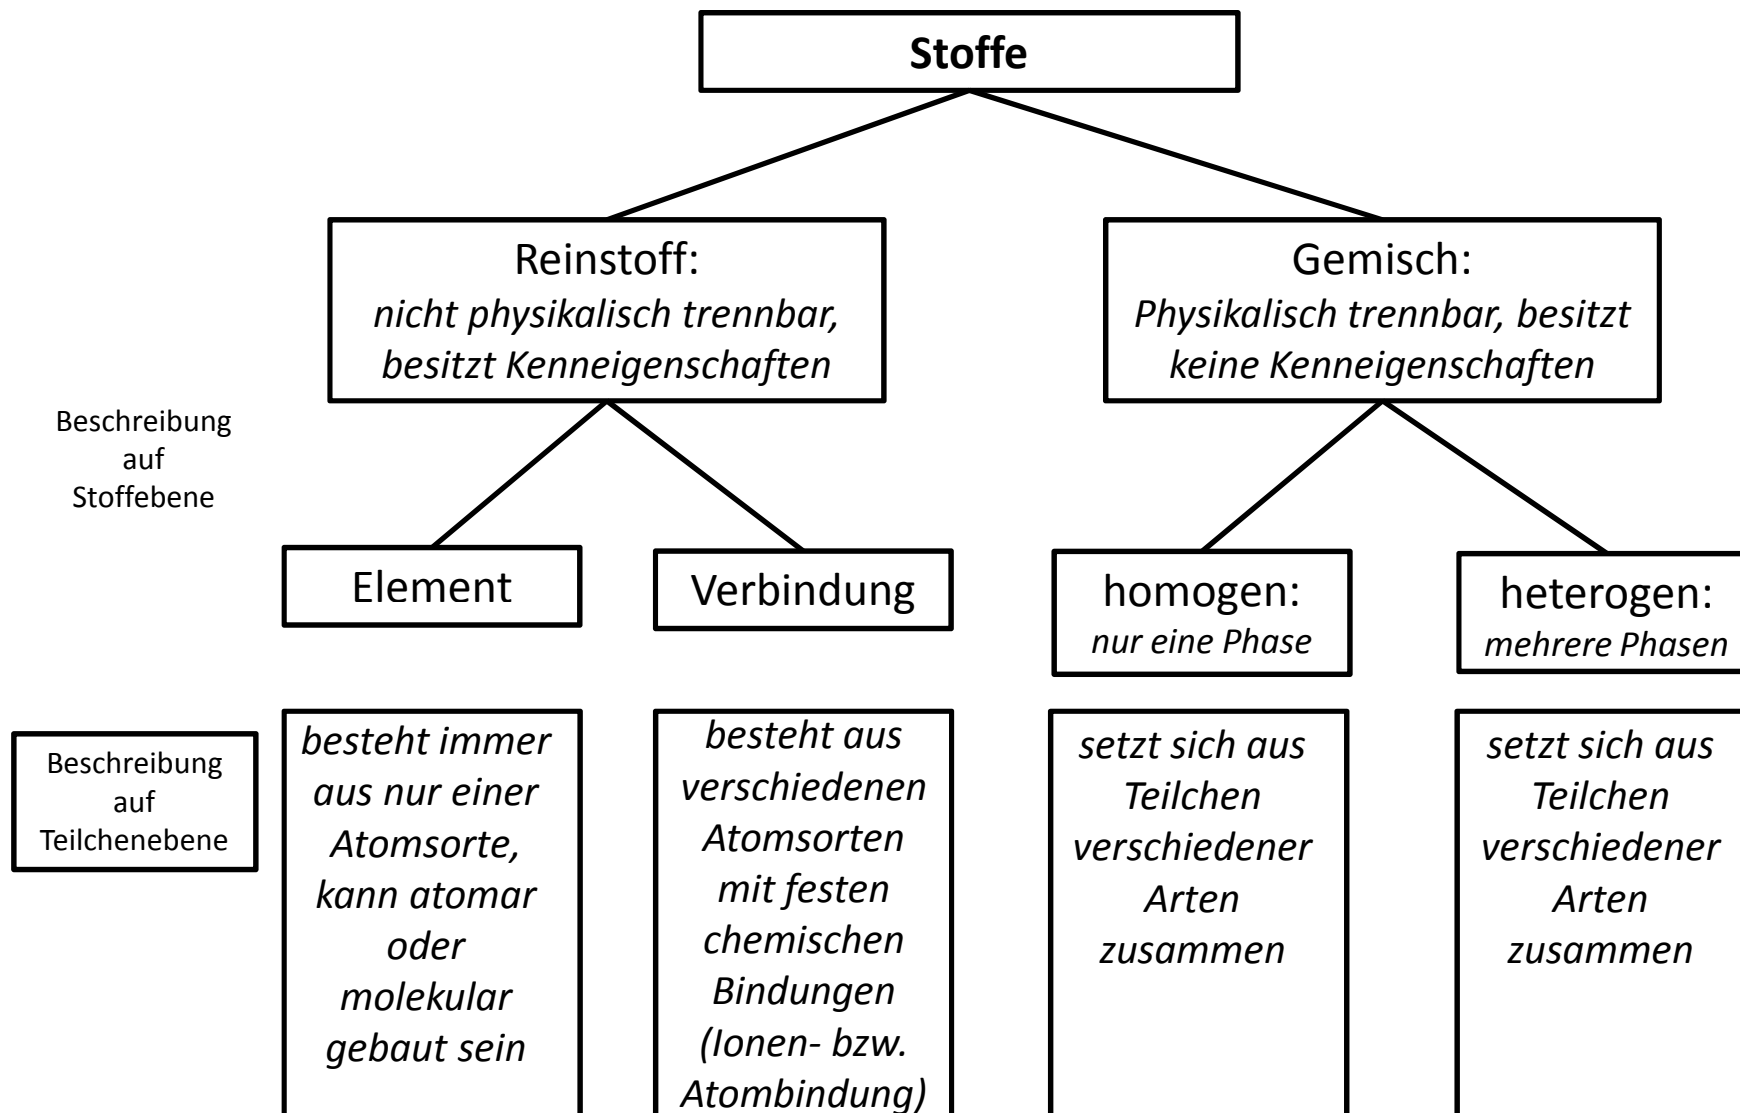 Stoffe
Reinstoff:
nicht physikalisch trennbar,
besitzt Kenneigenschaften
Gemisch:
Physikalisch trennbar, besitzt
keine Kenneigenschaften
Beschreibung
auf
Stoffebene
Element
Verbindung
homogen:
nur eine Phase
heterogen:
mehrere Phasen
Beschreibung
auf
Teilchenebene
besteht immer
aus nur einer
Atomsorte,
kann atomar
oder
molekular
gebaut sein
besteht aus
verschiedenen
Atomsorten
mit festen
chemischen
Bindungen
(Ionen- bzw.
Atombindung)
setzt sich aus
Teilchen
verschiedener
Arten
zusammen
setzt sich aus
Teilchen
verschiedener
Arten
zusammen